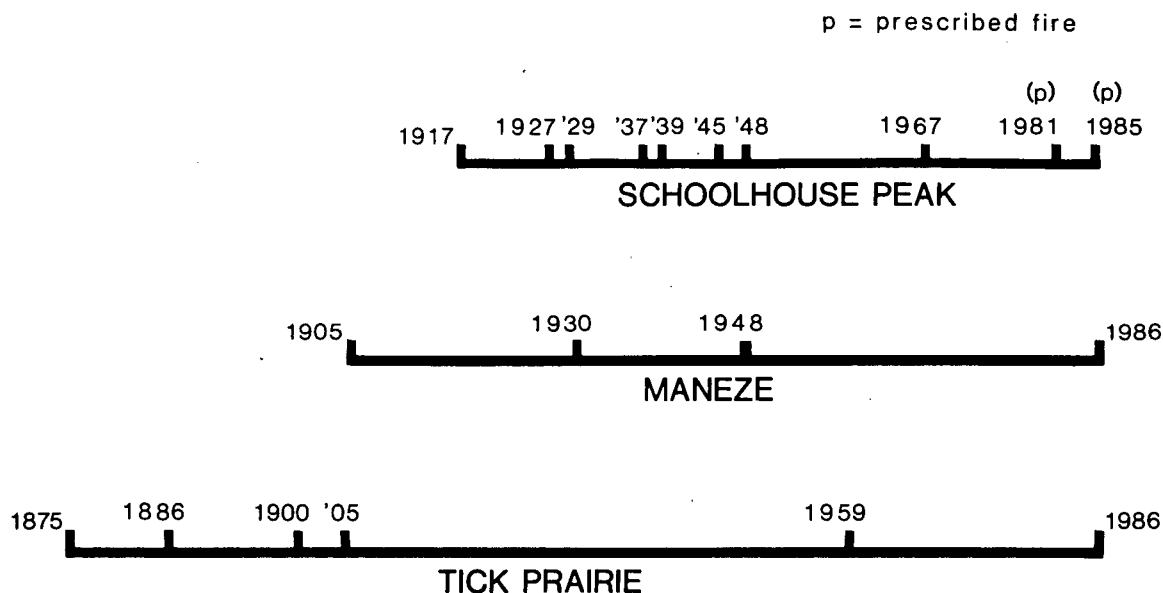 p = prescribed fire
(p) (p)
1917 1927 '29 '37 '39 '45 '48 1967 1981 1985
SCHOOLHOUSE PEAK
1905 1930 1948 1986
MANEZE
1875 1886 1900 '05 1959 1986
TICK PRAIRIE